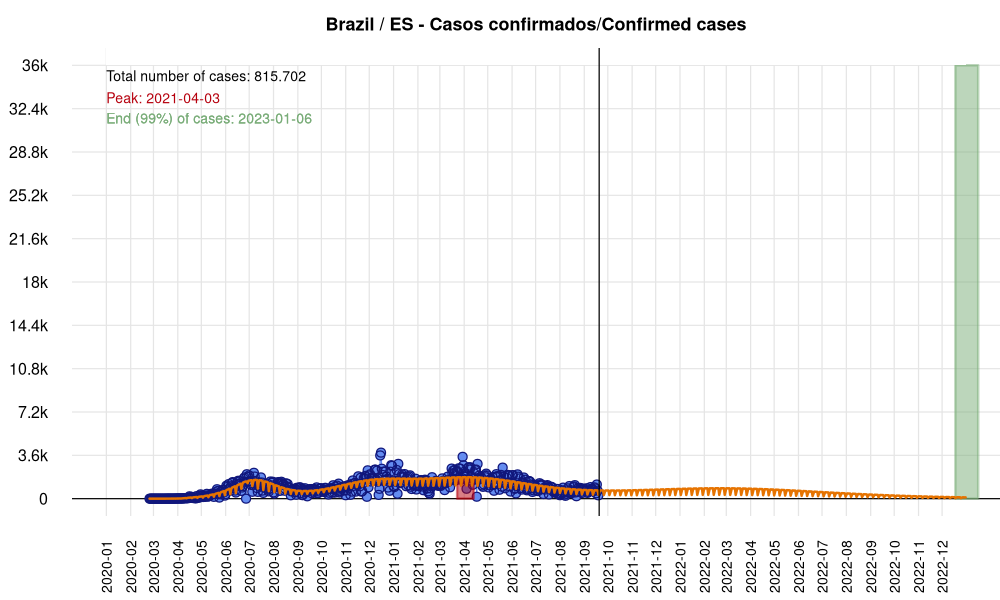 Brazil / ES - Casos confirmados/Confirmed cases
Total number of cases: 815.702
Peak: 2021-04-03
End (99%) of cases: 2023-01-06
36k
32.4k
28.8k
25.2k
21.6k
18k
14.4k
10.8k
7.2k
3.6k
0
2020-01
2020-02
2020-03
2020-04
2020-05
2020-06
2020-07
2020-08
2020-09
2020-10
2020-11
2020-12
2021-01
2021-02
2021-03
2021-04
2021-05
2021-06
2021-07
2021-08
2021-09
2021-10
2021-11
2021-12
2022-01
2022-02
2022-03
2022-04
2022-05
2022-06
2022-07
2022-08
2022-09
2022-10
2022-11
2022-12